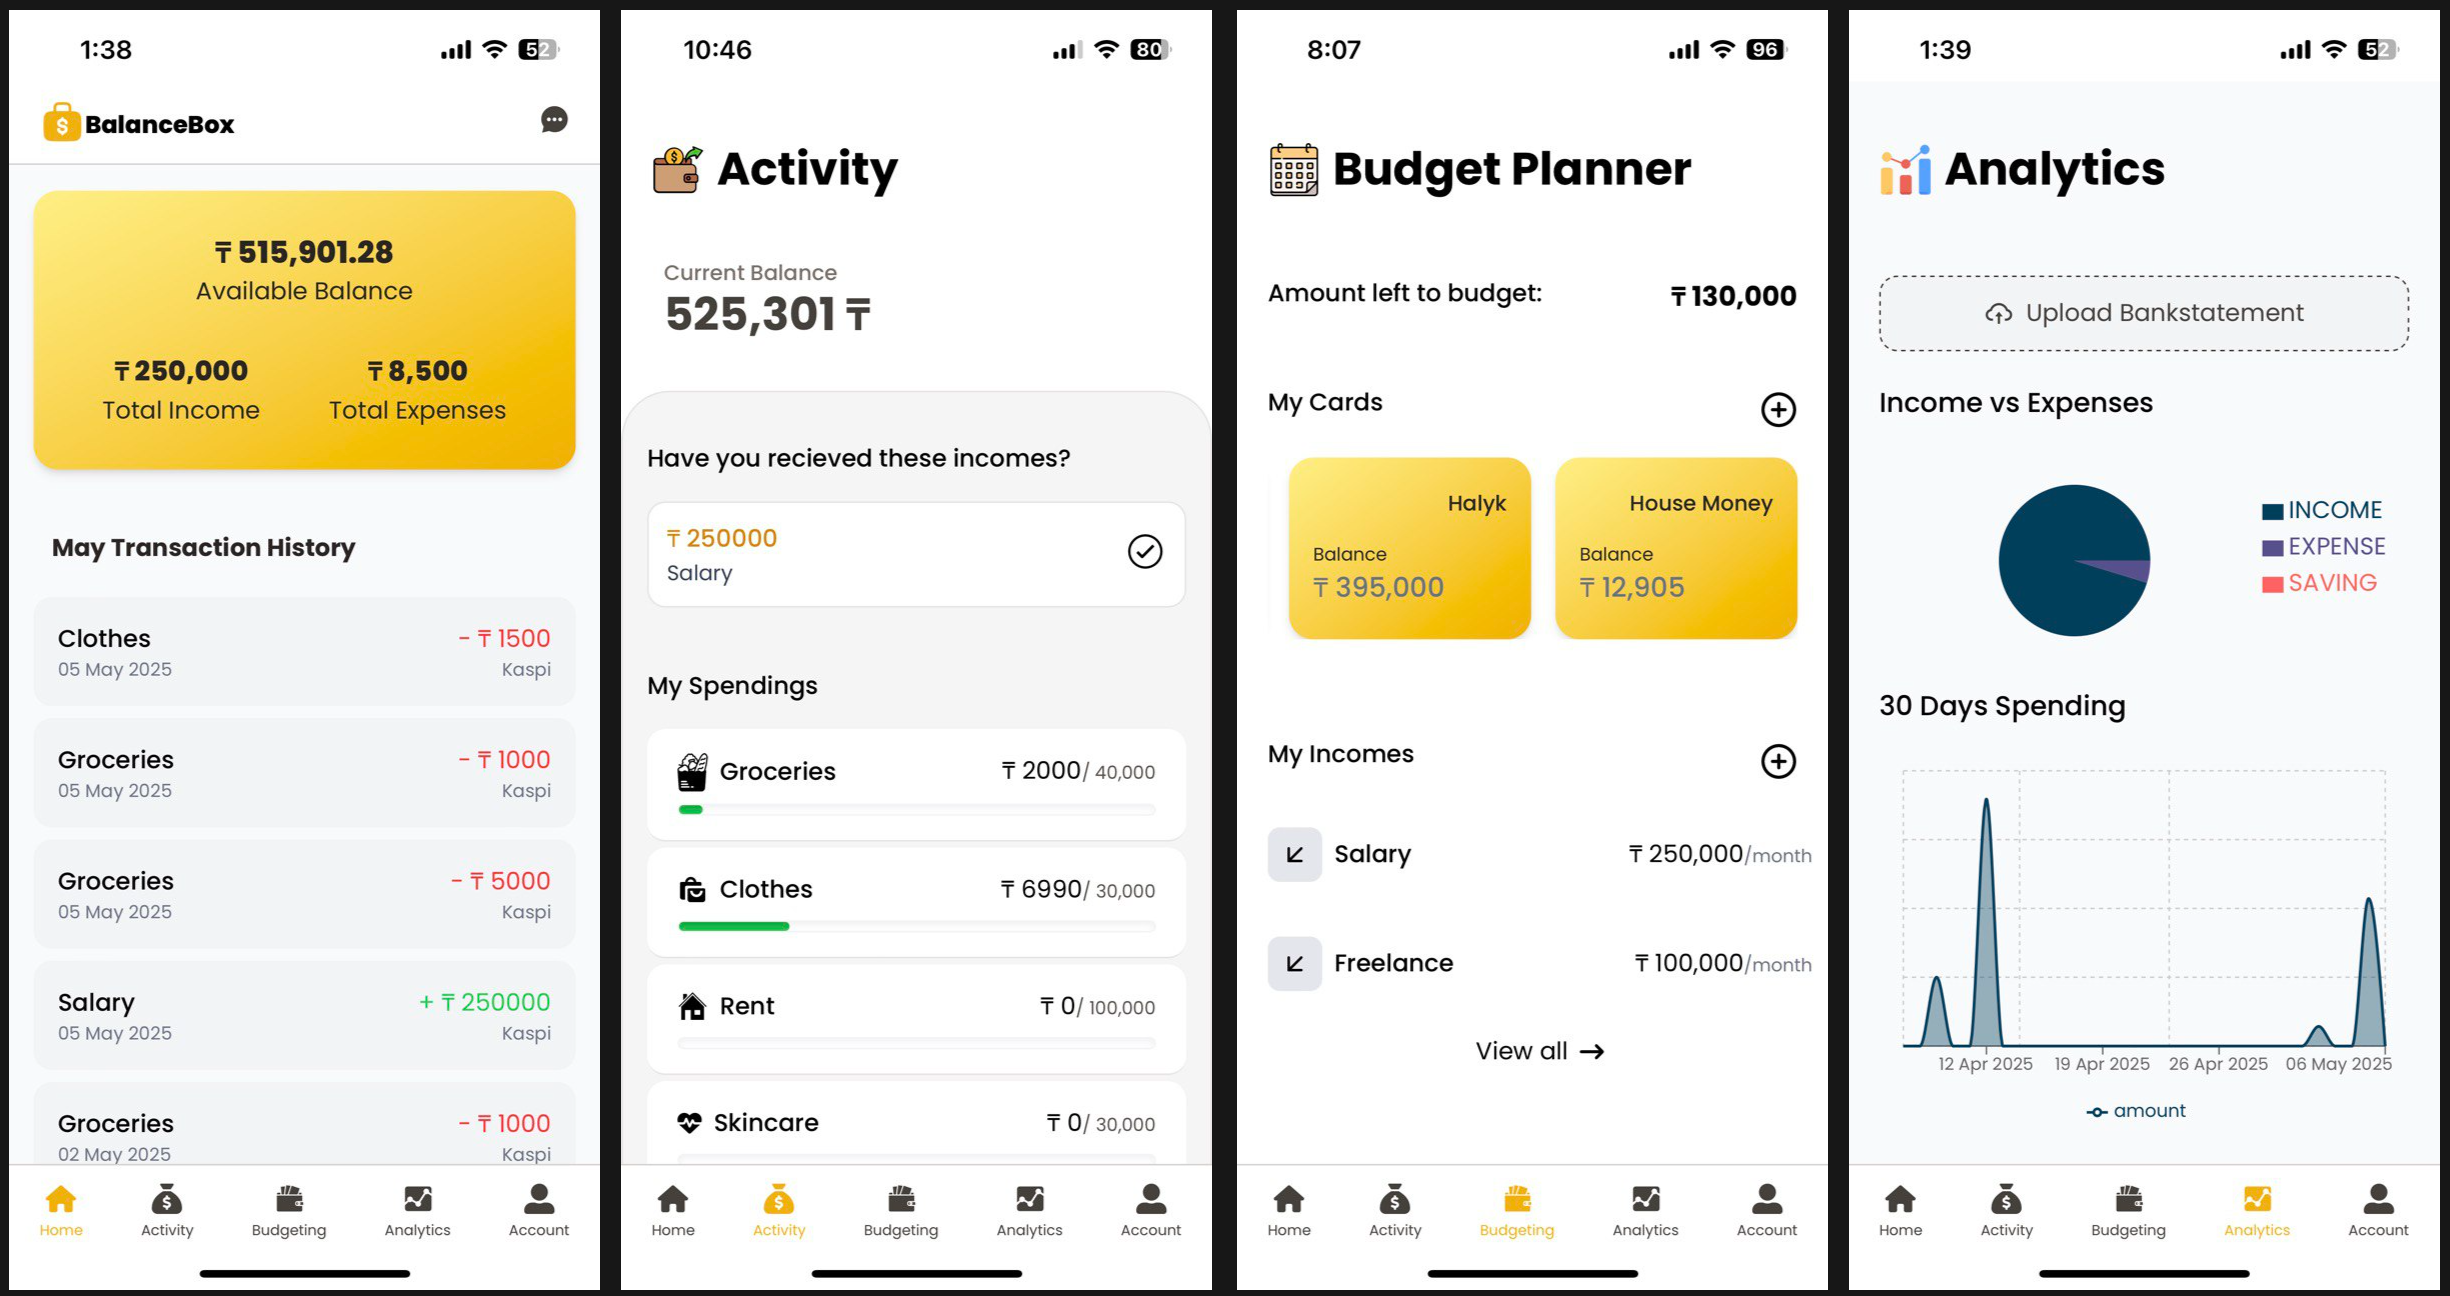 1:38
52
BalanceBox
₸ 515,901.28
Available Balance
₸ 250,000
Total Income
₸ 8,500
Total Expenses
May Transaction History
Clothes
- ₸ 1500
05 May 2025
Kaspi
Groceries
- ₸ 1000
05 May 2025
Kaspi
Groceries
- ₸ 5000
05 May 2025
Kaspi
Salary
+ ₸ 250000
05 May 2025
Kaspi
Groceries
- ₸ 1000
02 May 2025
Kaspi
Home
Activity
Budgeting
Analytics
Account
10:46
80
Activity
Current Balance
525,301 ₸
Have you recieved these incomes?
₸ 250000
Salary
My Spendings
Groceries
₸ 2000/ 40,000
Clothes
₸ 6990/ 30,000
Rent
₸ 0/ 100,000
Skincare
₸ 0/ 30,000
Home
Activity
Budgeting
Analytics
Account
8:07
96
Budget Planner
Amount left to budget:
₸ 130,000
My Cards
Halyk
Balance
₸ 395,000
House Money
Balance
₸ 12,905
My Incomes
Salary
₸ 250,000/month
Freelance
₸ 100,000/month
View all →
Home
Activity
Budgeting
Analytics
Account
1:39
52
Analytics
Upload Bankstatement
Income vs Expenses
INCOME
EXPENSE
SAVING
30 Days Spending
12 Apr 2025
19 Apr 2025
26 Apr 2025
06 May 2025
amount
Home
Activity
Budgeting
Analytics
Account